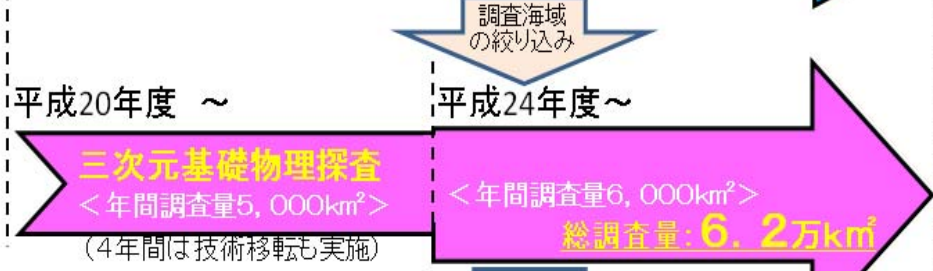 調査海域
の絞り込み
平成20年度 ～
平成24年度～
三次元基礎物理探査
＜年間調査量5,000km²＞
＜年間調査量6,000km²＞
（4年間は技術移転も実施）
総調査量：6．2万km²